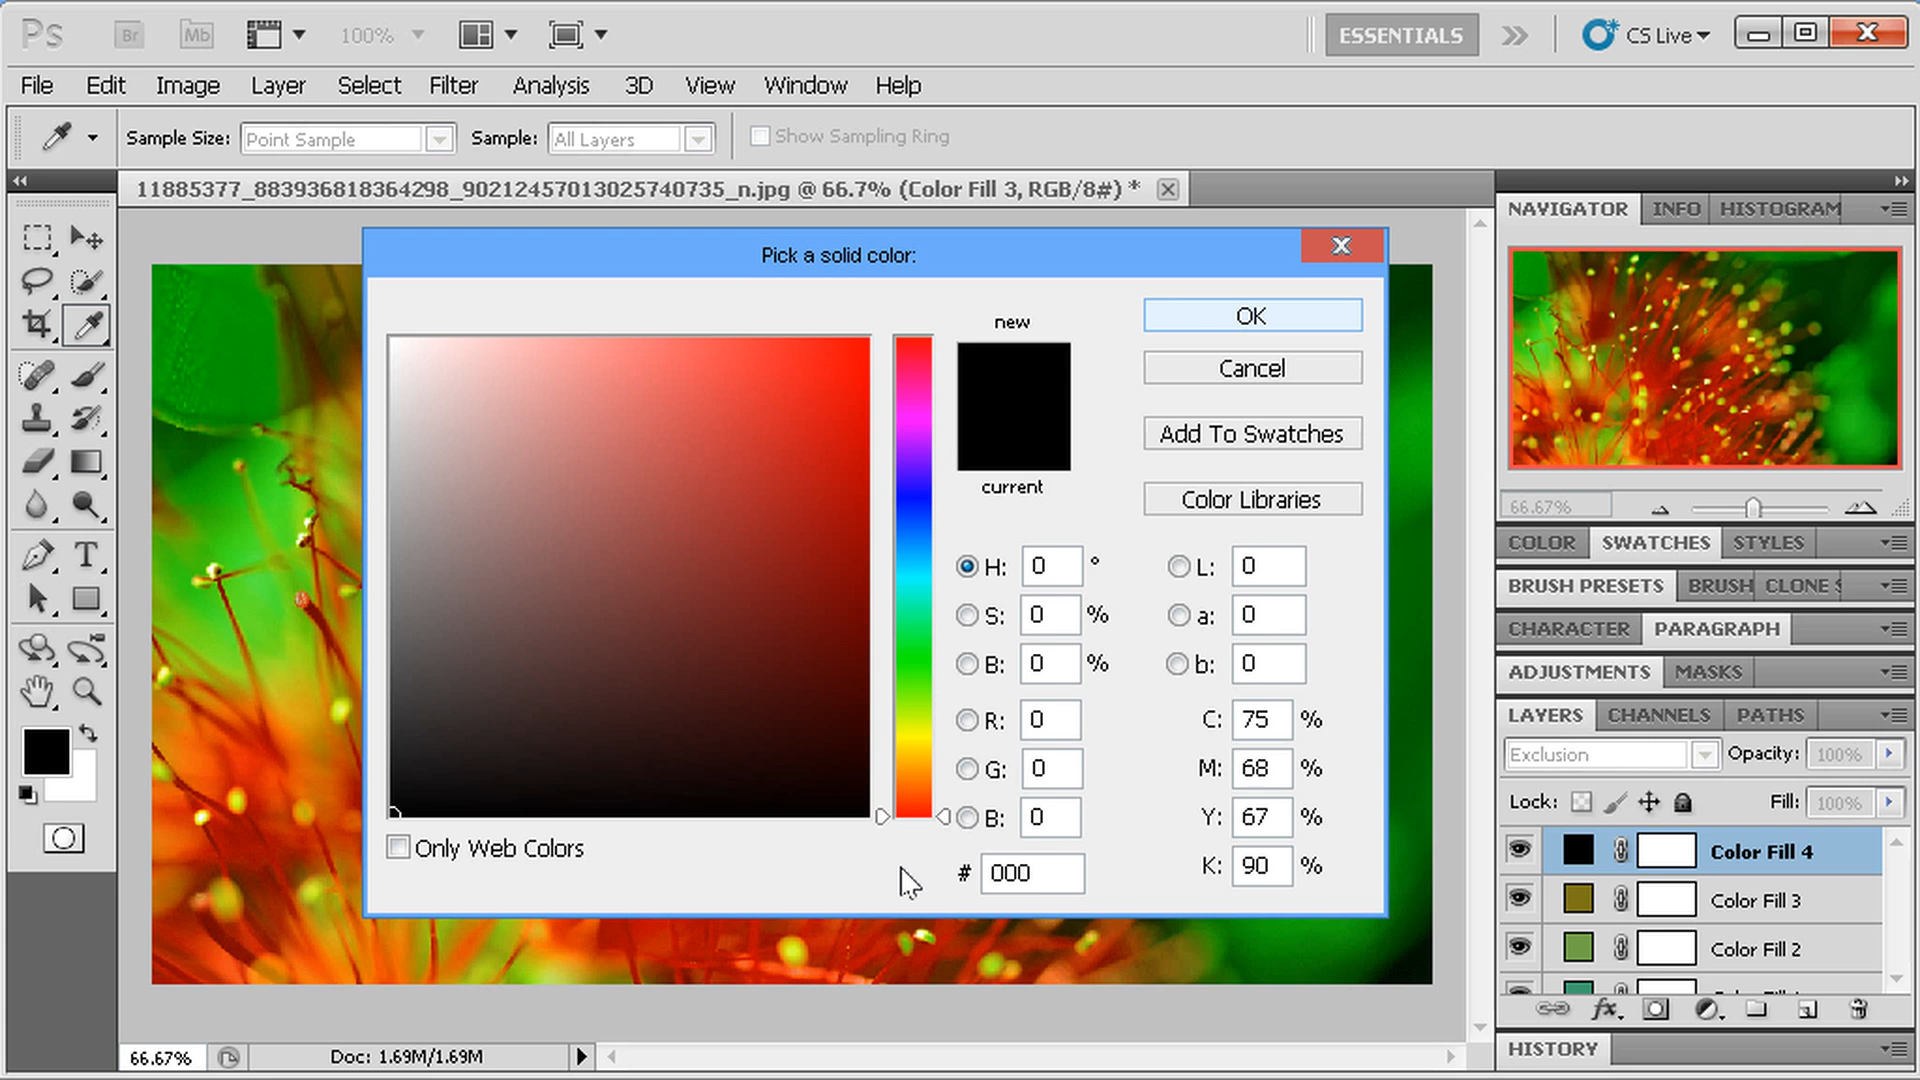 Ps Br Mb 100% ESSENTIALS CS Live
File Edit Image Layer Select Filter Analysis 3D View Window Help
Sample Size: Point Sample Sample: All Layers Show Sampling Ring
11885377_883936818364298_90212457013025740735_n.jpg @ 66.7% (Color Fill 3, RGB/8#) *
NAVIGATOR INFO HISTOGRAM
Pick a solid color:
new
OK
Cancel
Add To Swatches
current
Color Libraries
H: 0 ° L: 0
S: 0 % a: 0
B: 0 % b: 0
R: 0 C: 75 %
G: 0 M: 68 %
B: 0 Y: 67 %
# 000 K: 90 %
Only Web Colors
66.67%
COLOR SWATCHES STYLES
BRUSH PRESETS BRUSH CLONE S
CHARACTER PARAGRAPH
ADJUSTMENTS MASKS
LAYERS CHANNELS PATHS
Exclusion Opacity: 100%
Lock: Fill: 100%
Color Fill 4
Color Fill 3
Color Fill 2
HISTORY
66.67% Doc: 1.69M/1.69M